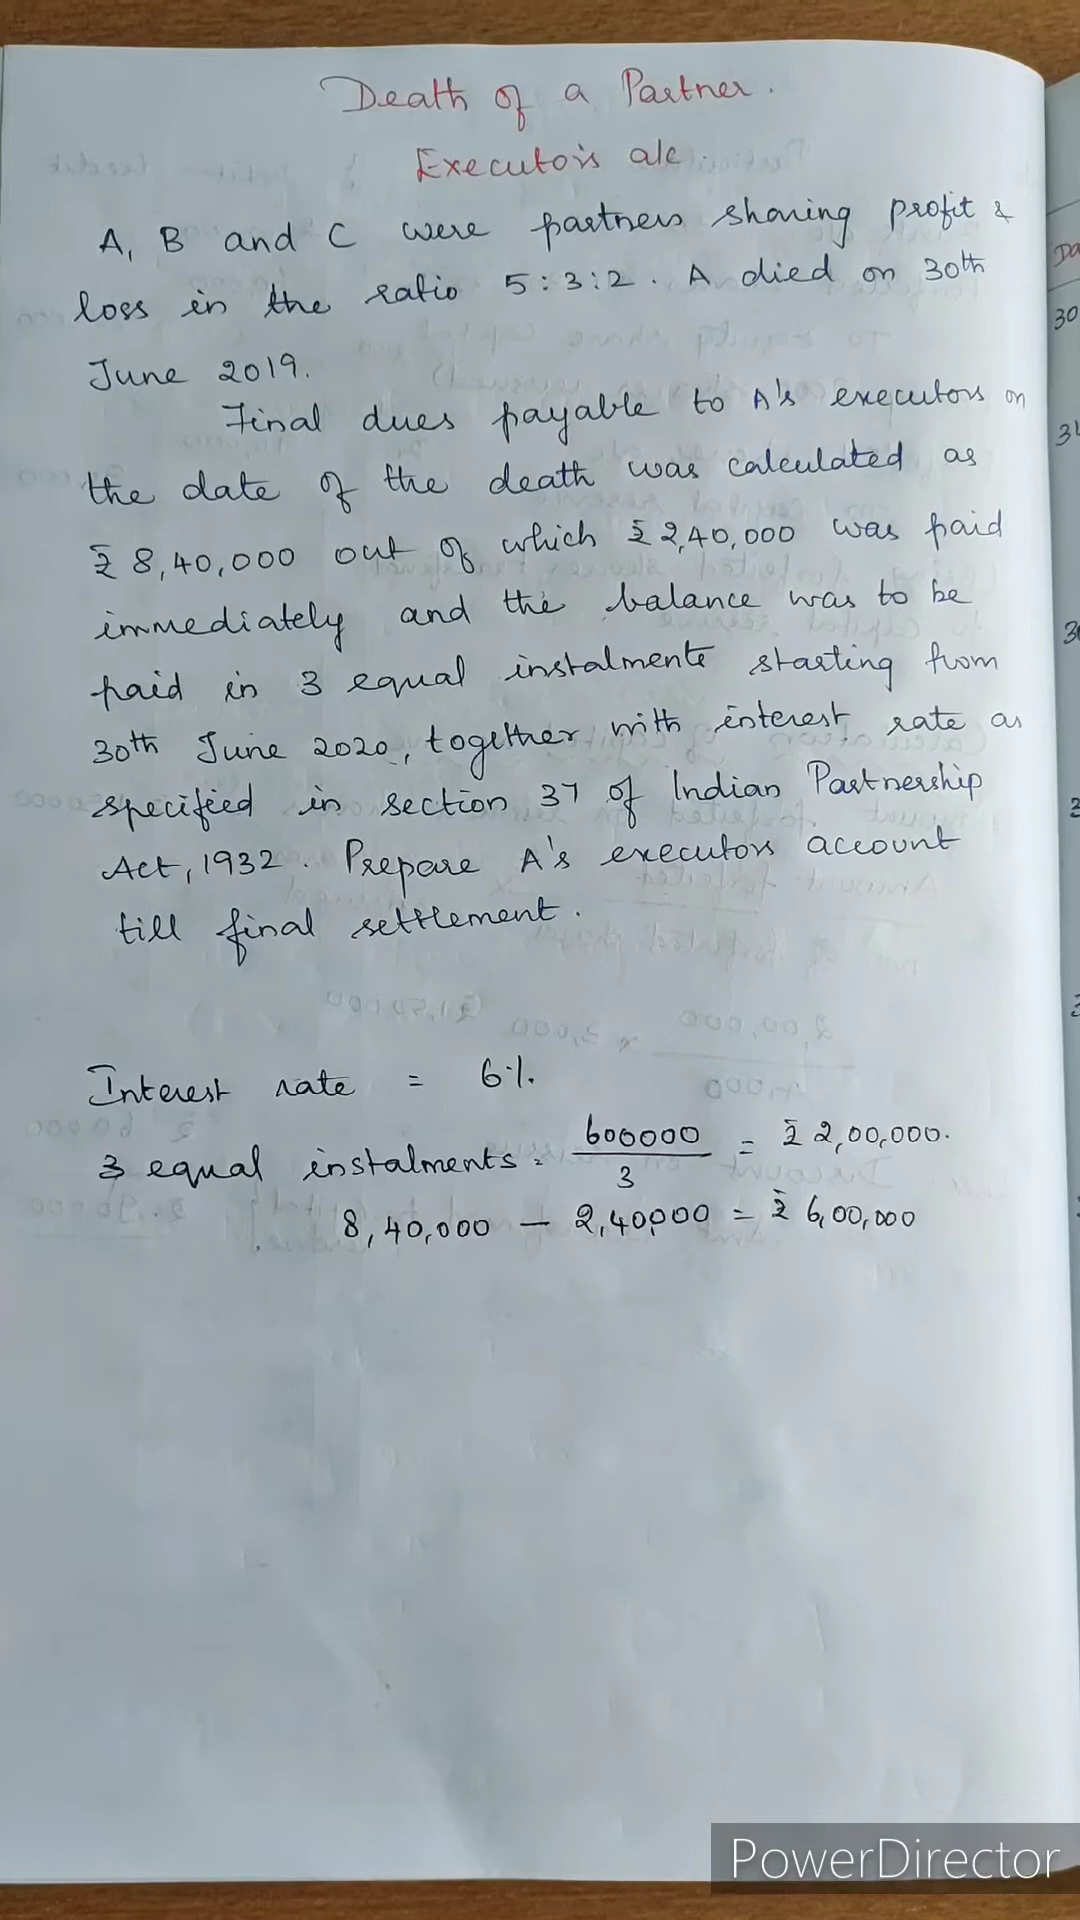 Death of a Partner.
Executors a/c.
A, B and C were partners sharing profit &
loss in the ratio 5:3:2. A died on 30th
June 2019.
Final dues payable to A's executors on
the date of the death was calculated as
₹ 8,40,000 out of which ₹ 2,40,000 was paid
immediately and the balance was to be
paid in 3 equal instalments starting from
30th June 2020, together with interest rate as
specified in section 37 of Indian Partnership
Act, 1932. Prepare A's executors account
till final settlement.
Interest rate = 6%.
3 equal instalments = 600000 / 3 = ₹ 2,00,000.
8,40,000 – 2,40,000 = ₹ 6,00,000
Da
30
31
PowerDirector